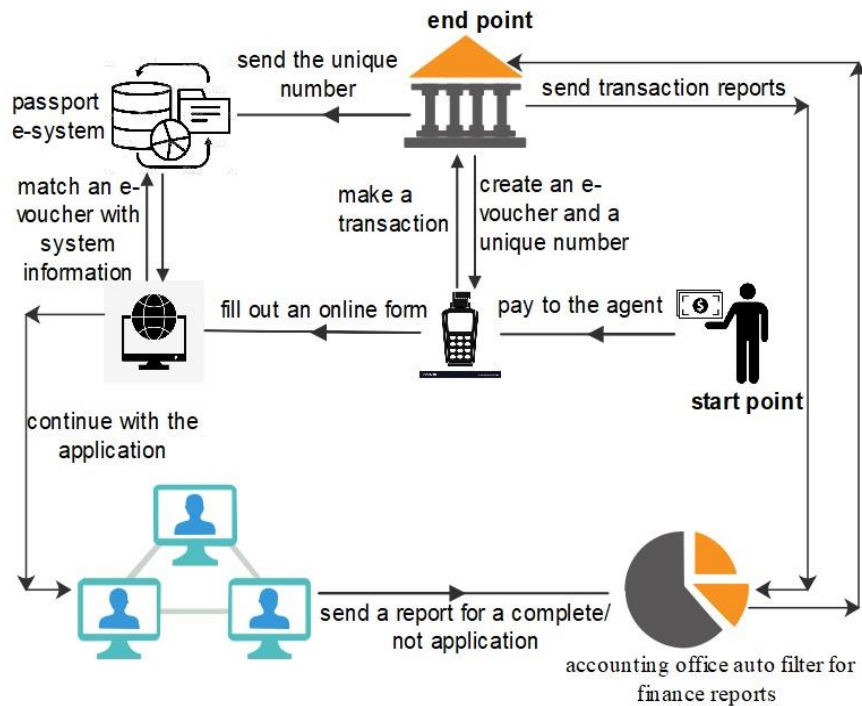 end point
send the unique
number
send transaction reports
passport
e-system
match an e-
voucher with
system
information
make a
transaction
create an e-
voucher and a
unique number
fill out an online form
pay to the agent
start point
continue with the
application
send a report for a complete/
not application
accounting office auto filter for
finance reports